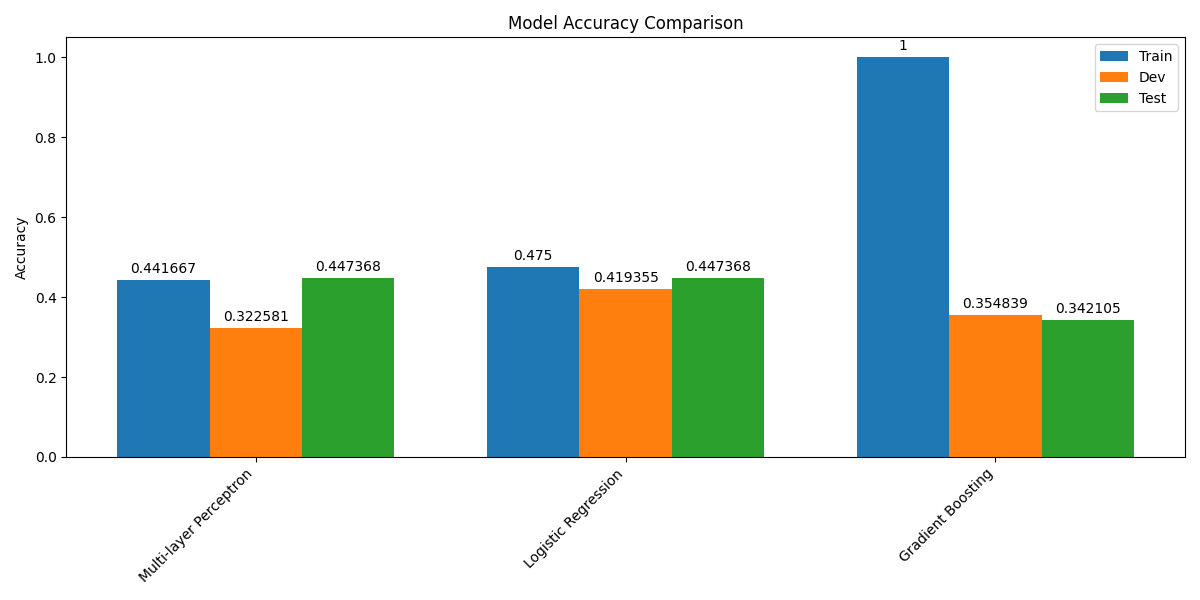 Model Accuracy Comparison
Accuracy
1.0
0.8
0.6
0.4
0.2
0.0
0.441667
0.322581
0.447368
0.475
0.419355
0.447368
1
0.354839
0.342105
Train
Dev
Test
Multi-layer Perceptron
Logistic Regression
Gradient Boosting